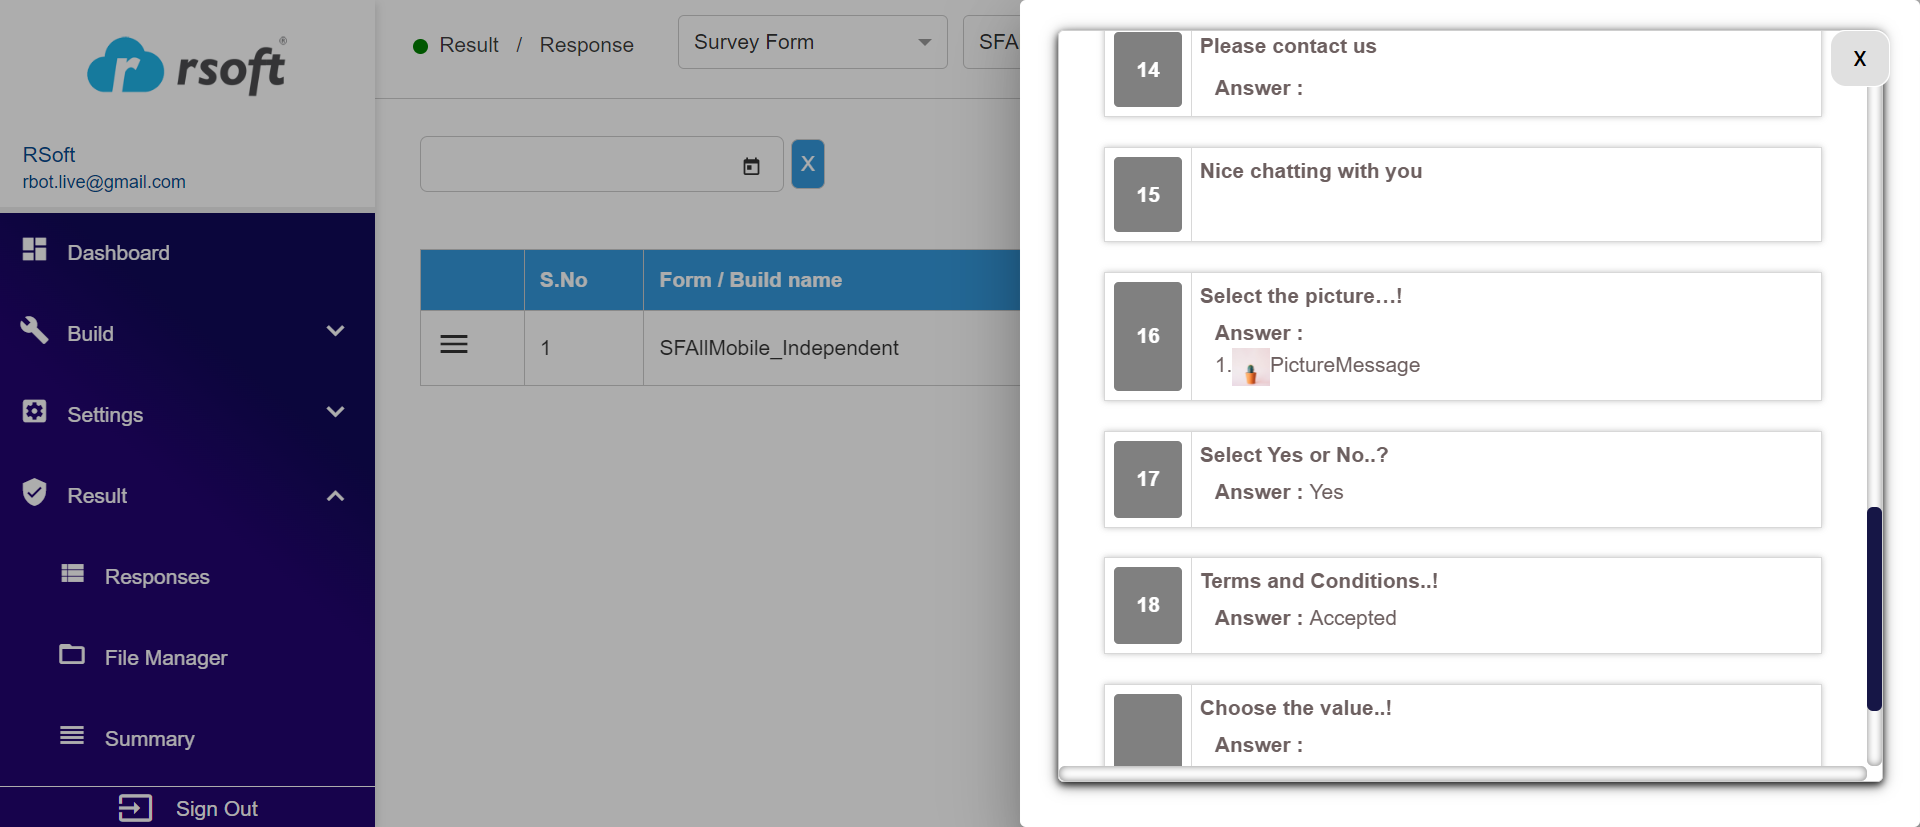 rsoft®
RSoft
rbot.live@gmail.com
Dashboard
Build
Settings
Result
Responses
File Manager
Summary
Sign Out
Result / Response
Survey Form
SFA
X
S.No
Form / Build name
1
SFAllMobile_Independent
X
14
Please contact us
Answer :
15
Nice chatting with you
16
Select the picture...!
Answer :
1. PictureMessage
17
Select Yes or No..?
Answer : Yes
18
Terms and Conditions..!
Answer : Accepted
Choose the value..!
Answer :